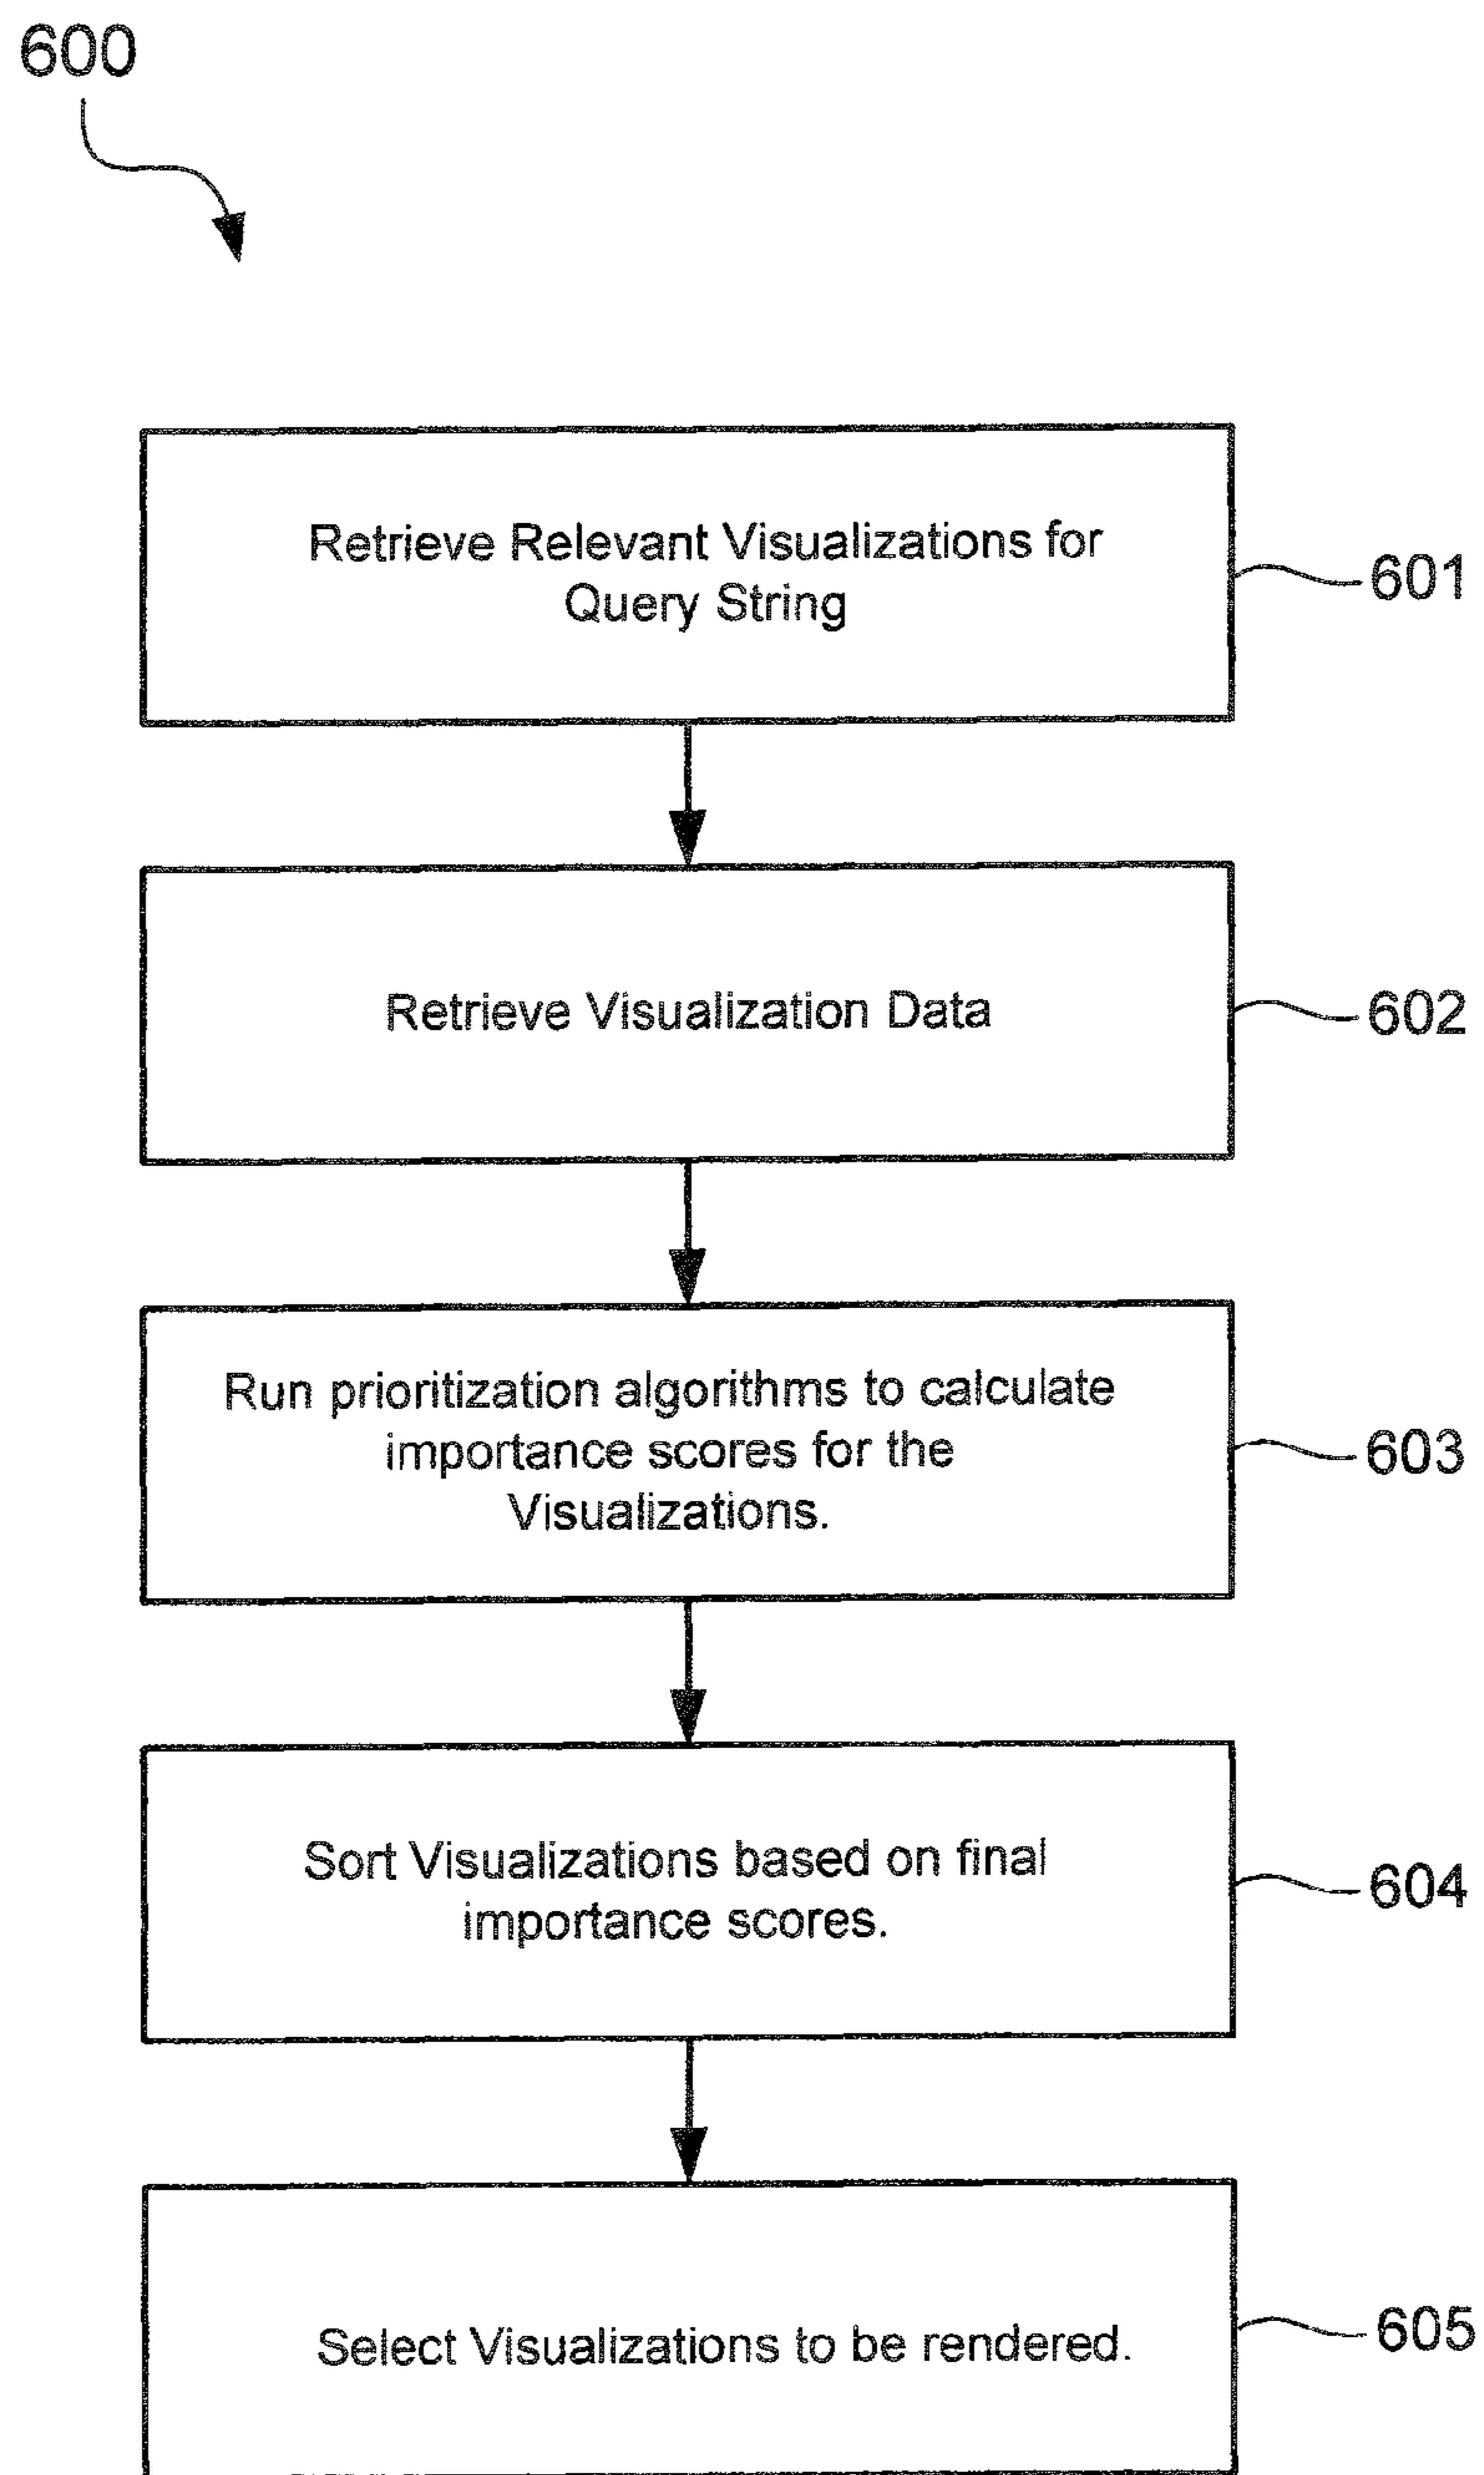 600
Retrieve Relevant Visualizations for
Query String
601
Retrieve Visualization Data
602
Run prioritization algorithms to calculate
importance scores for the
Visualizations.
603
Sort Visualizations based on final
importance scores.
604
Select Visualizations to be rendered.
605